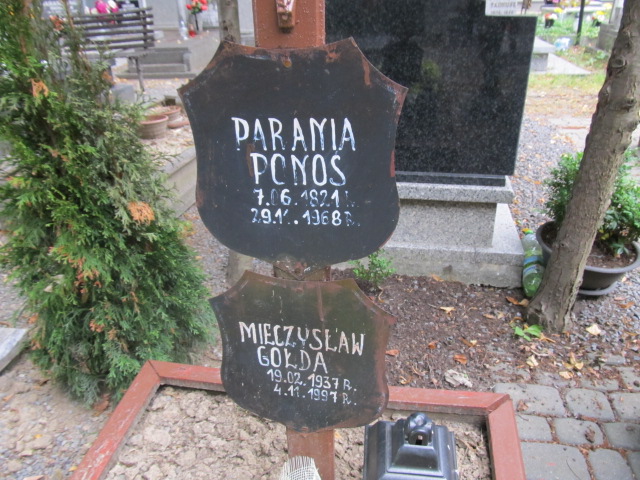 PARANIA
PONOS
7.06.1821 R.
29.11.1968 R.
MIECZYSŁAW
GOŁDA
19.02.1937 R.
4.11.1997 R.